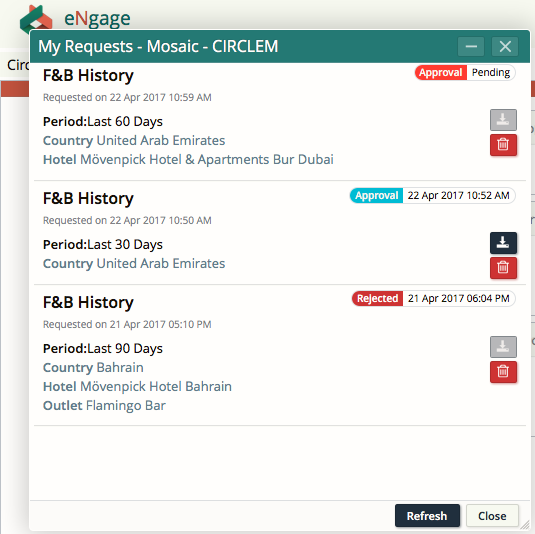 eNgage
My Requests - Mosaic - CIRCLEM
Circ
F&B History
Approval Pending
Requested on 22 Apr 2017 10:59 AM
Period:Last 60 Days
Country United Arab Emirates
Hotel Mövenpick Hotel & Apartments Bur Dubai
F&B History
Approval 22 Apr 2017 10:52 AM
Requested on 22 Apr 2017 10:50 AM
Period:Last 30 Days
Country United Arab Emirates
F&B History
Rejected 21 Apr 2017 06:04 PM
Requested on 21 Apr 2017 05:10 PM
Period:Last 90 Days
Country Bahrain
Hotel Mövenpick Hotel Bahrain
Outlet Flamingo Bar
Refresh Close